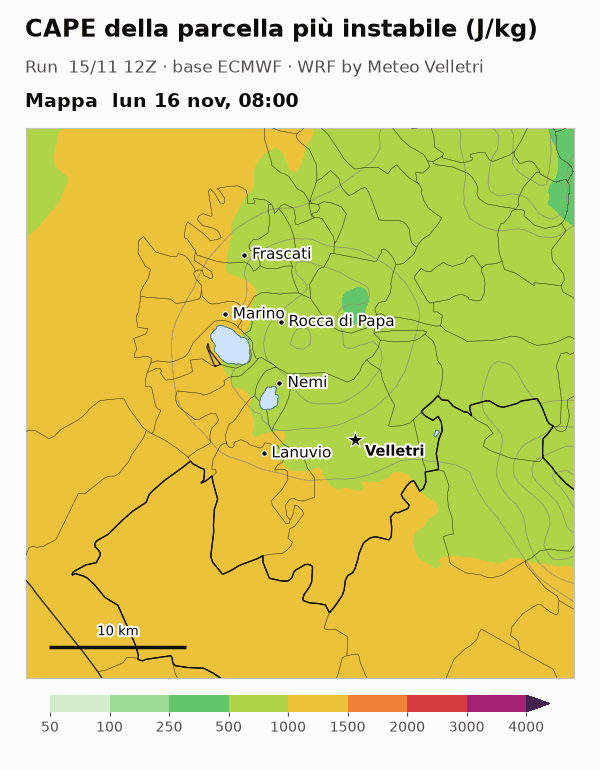 CAPE della parcella più instabile (J/kg)
Run  15/11 12Z · base ECMWF · WRF by Meteo Velletri
Mappa  lun 16 nov, 08:00
Frascati
Marino
Rocca di Papa
Nemi
Velletri
Lanuvio
10 km
50 100 250 500 1000 1500 2000 3000 4000